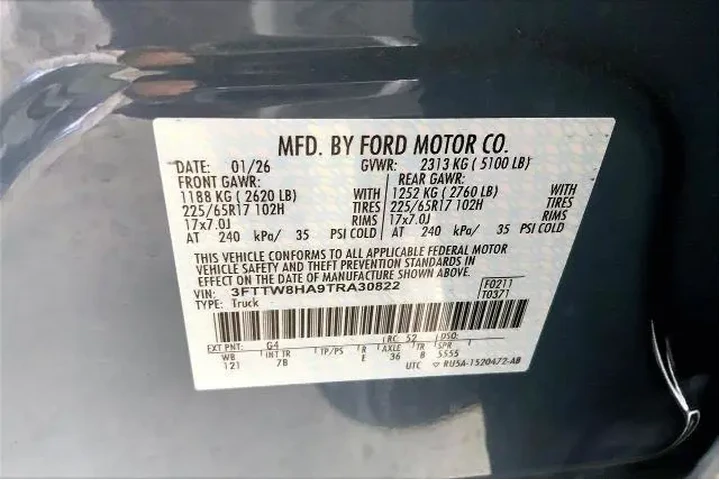 MFD. BY FORD MOTOR CO.
DATE: 01/26 GVWR: 2313 KG ( 5100 LB)
FRONT GAWR: REAR GAWR:
1188 KG ( 2620 LB) WITH 1252 KG ( 2760 LB) WITH
225/65R17 102H TIRES 225/65R17 102H TIRES
17x7.0J RIMS 17x7.0J RIMS
AT 240 kPa/ 35 PSI COLD AT 240 kPa/ 35 PSI COLD
THIS VEHICLE CONFORMS TO ALL APPLICABLE FEDERAL MOTOR
VEHICLE SAFETY AND THEFT PREVENTION STANDARDS IN
EFFECT ON THE DATE OF MANUFACTURE SHOWN ABOVE.
VIN: 3FTTW8HA9TRA30822 F0211
TYPE: Truck T0371
EXT PNT: G4 RC: 52 DSO:
WB INT TR TP/PS R AXLE TR SPR
121 7B E 36 B 5555
UTC ▽ RU5A-1520472-AB